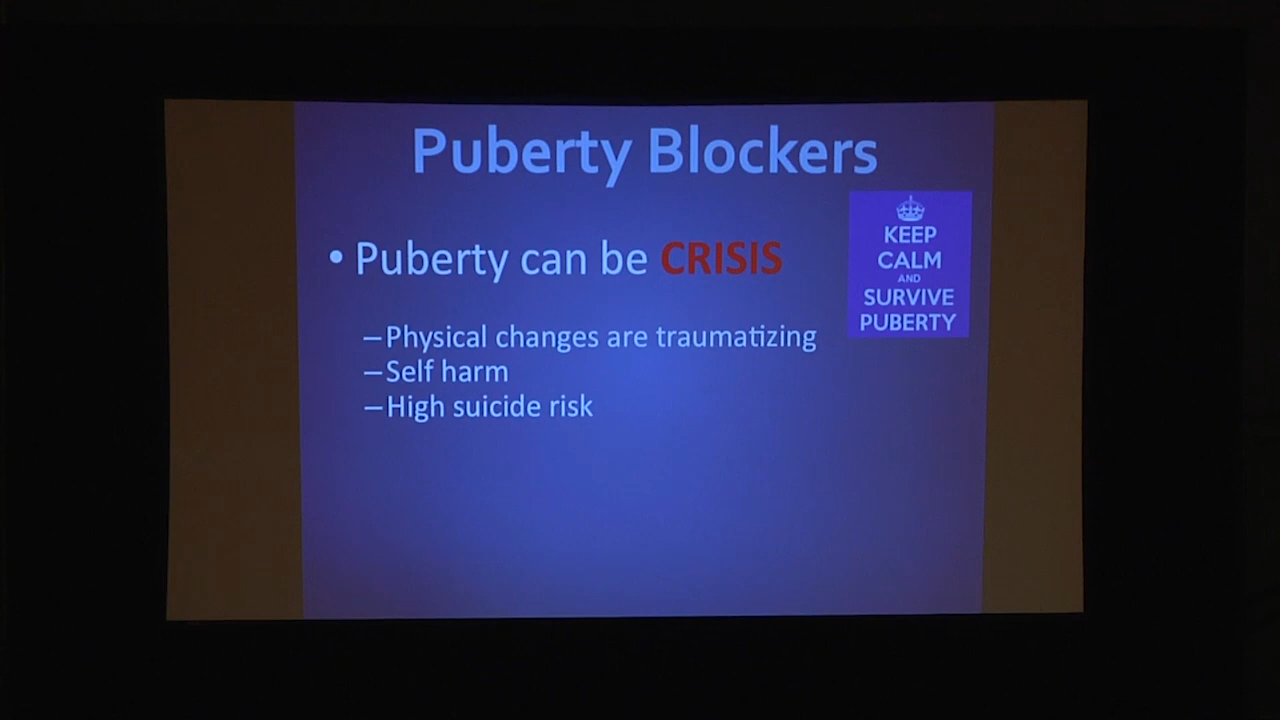 Puberty Blockers
• Puberty can be CRISIS
–Physical changes are traumatizing
–Self harm
–High suicide risk
KEEP
CALM
AND
SURVIVE
PUBERTY